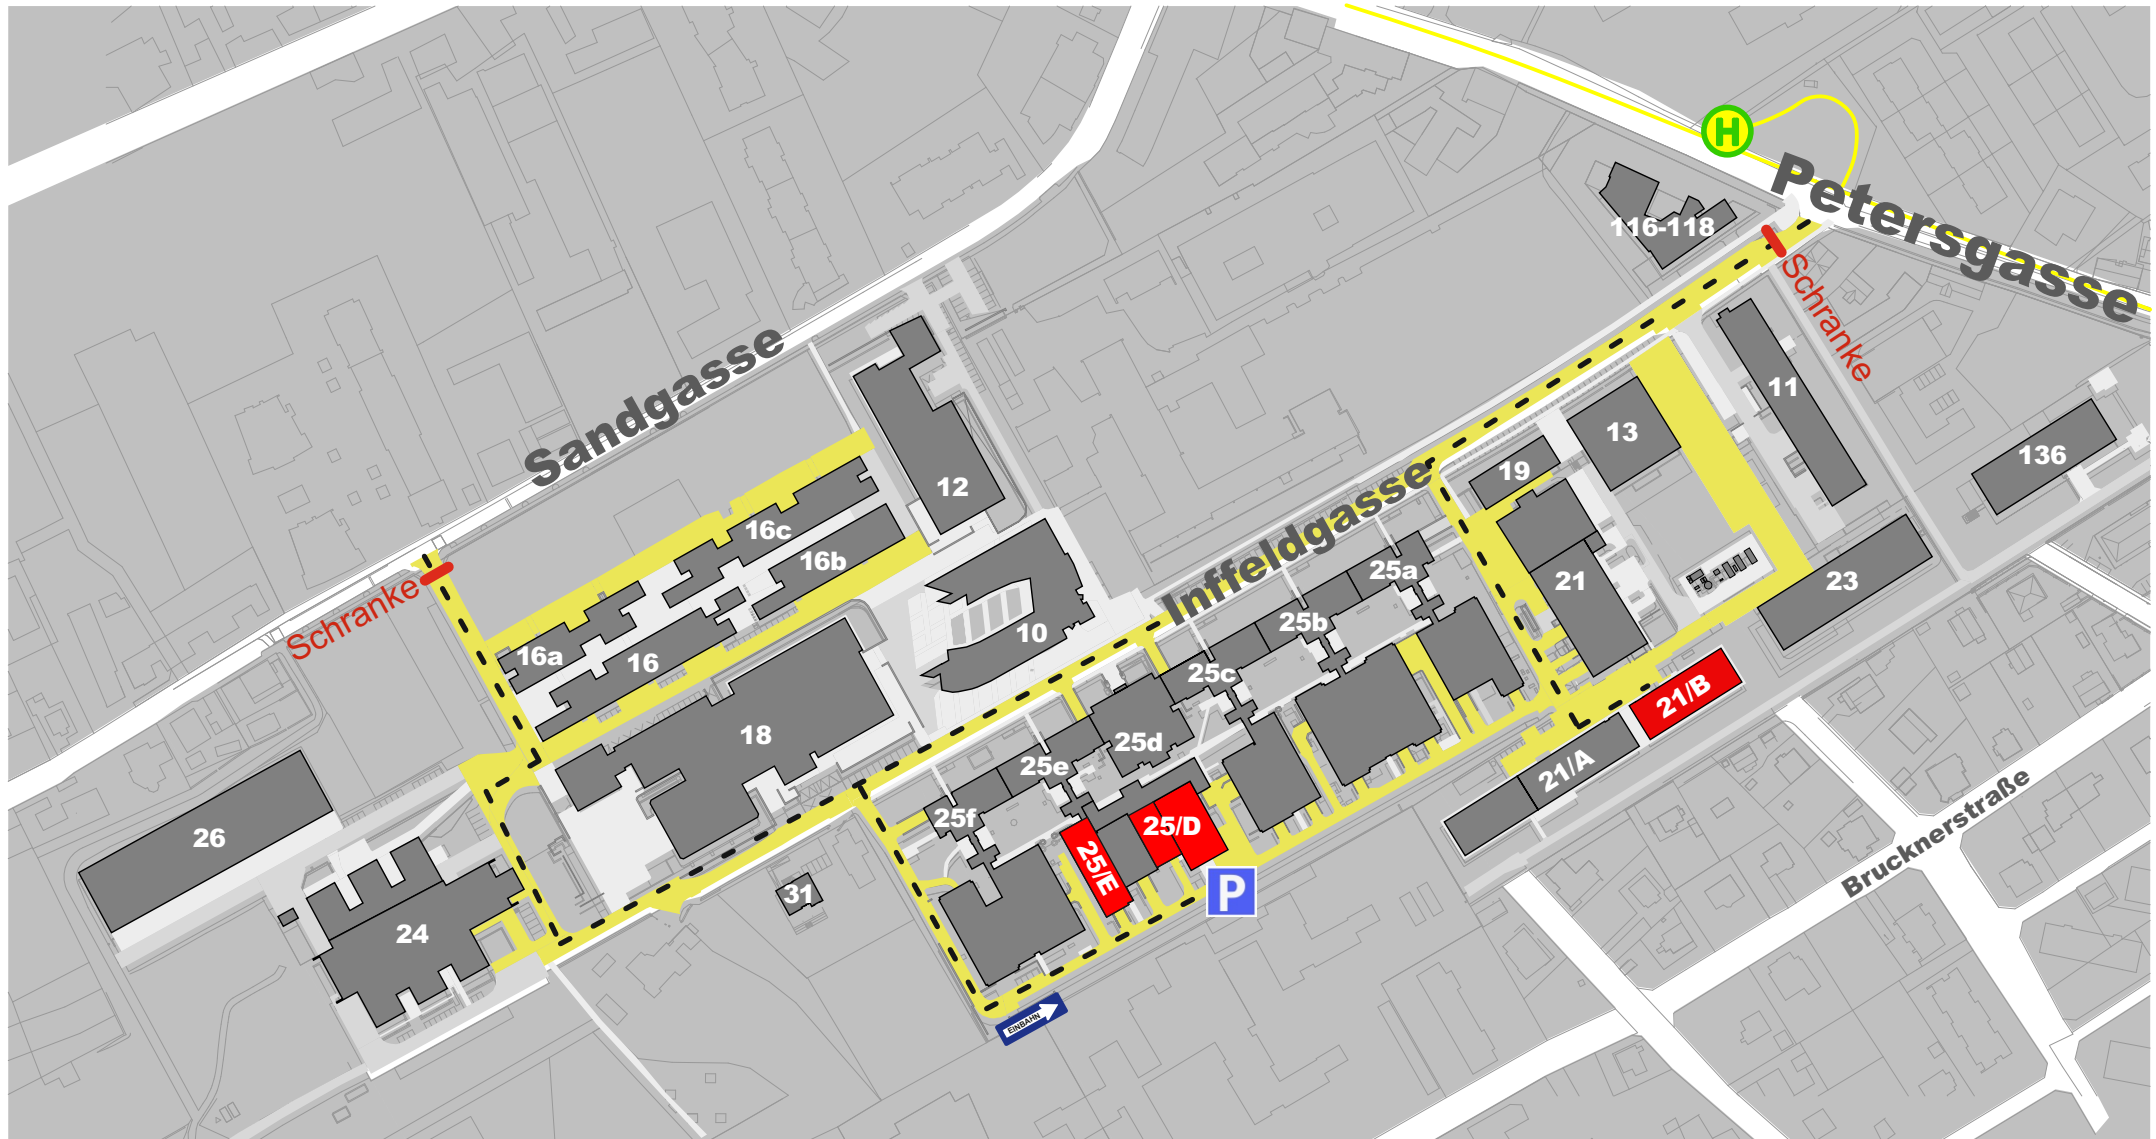 H
Petersgasse
116-118
Schranke
Sandgasse
11
13
136
19
12
Inffeldgasse
16c
16b
25a
21
23
Schranke
10
25b
16a
16
25c
21/B
18
25d
25e
21/A
25f
25/D
26
25/E
Brucknerstraße
31
P
24
EINBAHN